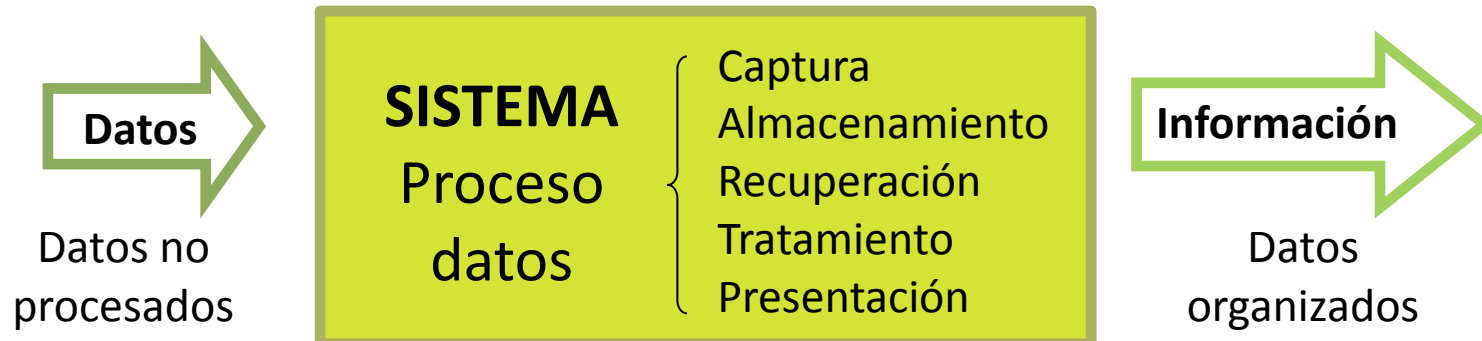 Datos
Datos no
procesados
SISTEMA
Proceso
datos
Captura
Almacenamiento
Recuperación
Tratamiento
Presentación
Información
Datos
organizados